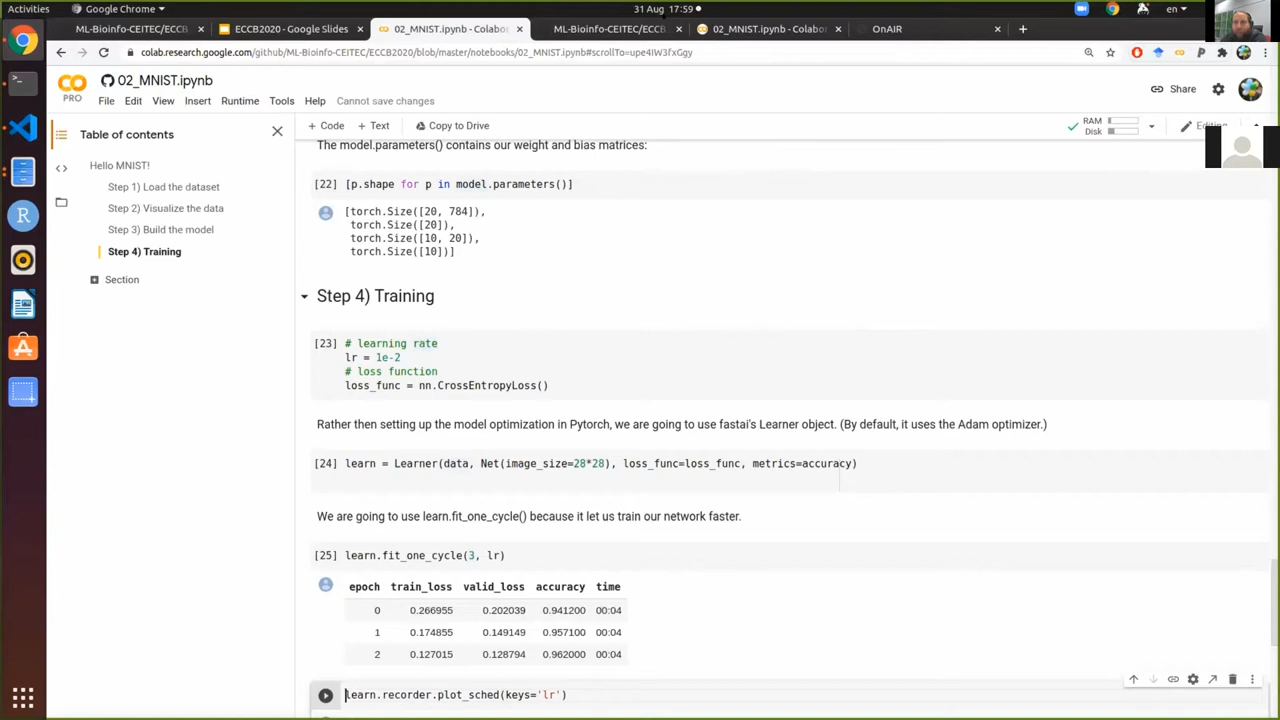 Activities
Google Chrome
31 Aug 17:59
en
ML-Bioinfo-CEITEC/ECCB
ECCB2020 - Google Slides
02_MNIST.ipynb - Colabora
ML-Bioinfo-CEITEC/ECCB
02_MNIST.ipynb - Colabora
OnAIR
colab.research.google.com/github/ML-Bioinfo-CEITEC/ECCB2020/blob/master/notebooks/02_MNIST.ipynb#scrollTo=upe4IW3fxGgy
PRO
02_MNIST.ipynb
File Edit View Insert Runtime Tools Help Cannot save changes
Share
Table of contents
+ Code + Text Copy to Drive
RAM
Disk
Editing
Hello MNIST!
Step 1) Load the dataset
Step 2) Visualize the data
Step 3) Build the model
Step 4) Training
Section
The model.parameters() contains our weight and bias matrices:
[22] [p.shape for p in model.parameters()]
[torch.Size([20, 784]),
torch.Size([20]),
torch.Size([10, 20]),
torch.Size([10])]
Step 4) Training
[23] # learning rate
lr = 1e-2
# loss function
loss_func = nn.CrossEntropyLoss()
Rather then setting up the model optimization in Pytorch, we are going to use fastai's Learner object. (By default, it uses the Adam optimizer.)
[24] learn = Learner(data, Net(image_size=28*28), loss_func=loss_func, metrics=accuracy)
We are going to use learn.fit_one_cycle() because it let us train our network faster.
[25] learn.fit_one_cycle(3, lr)
epoch train_loss valid_loss accuracy time
0 0.266955 0.202039 0.941200 00:04
1 0.174855 0.149149 0.957100 00:04
2 0.127015 0.128794 0.962000 00:04
learn.recorder.plot_sched(keys='lr')